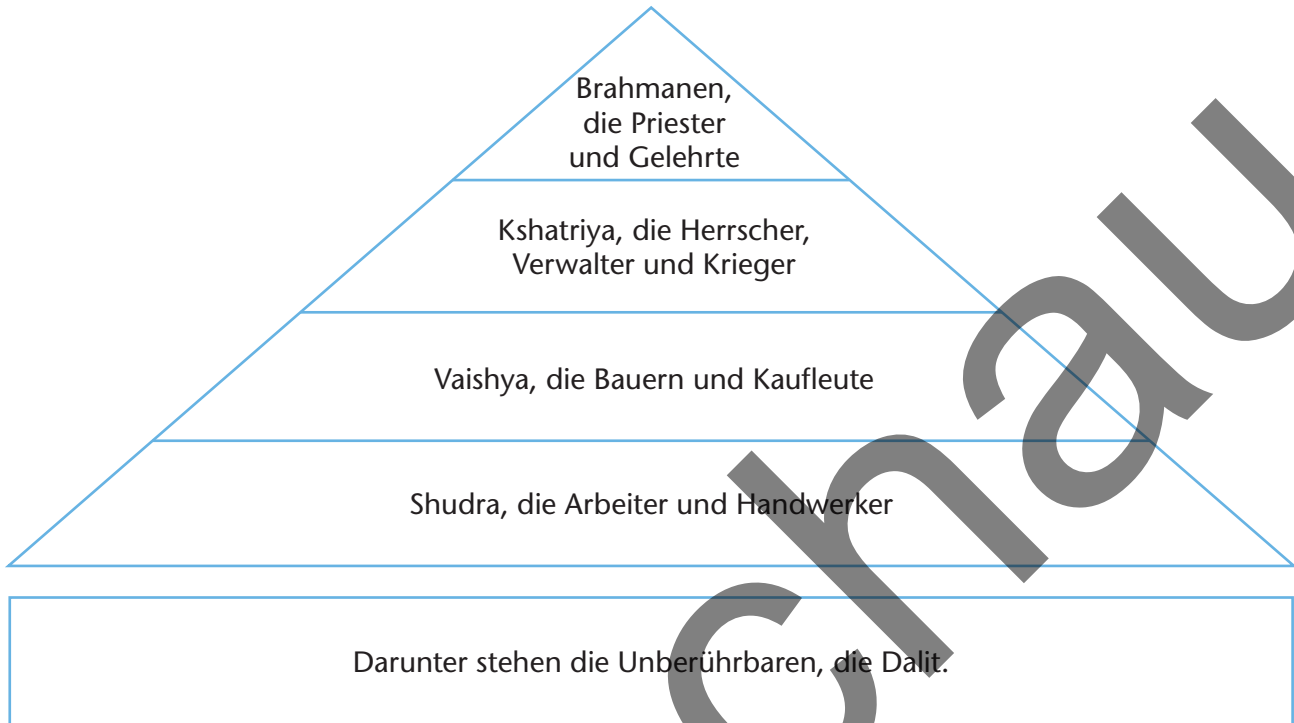 Brahmanen,
die Priester
und Gelehrte
Kshatriya, die Herrscher,
Verwalter und Krieger
Vaishya, die Bauern und Kaufleute
Shudra, die Arbeiter und Handwerker
Darunter stehen die Unberührbaren, die Dalit.
chau